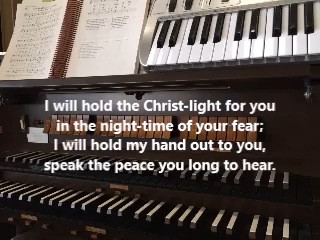 I will hold the Christ-light for you
in the night-time of your fear;
I will hold my hand out to you,
speak the peace you long to hear.